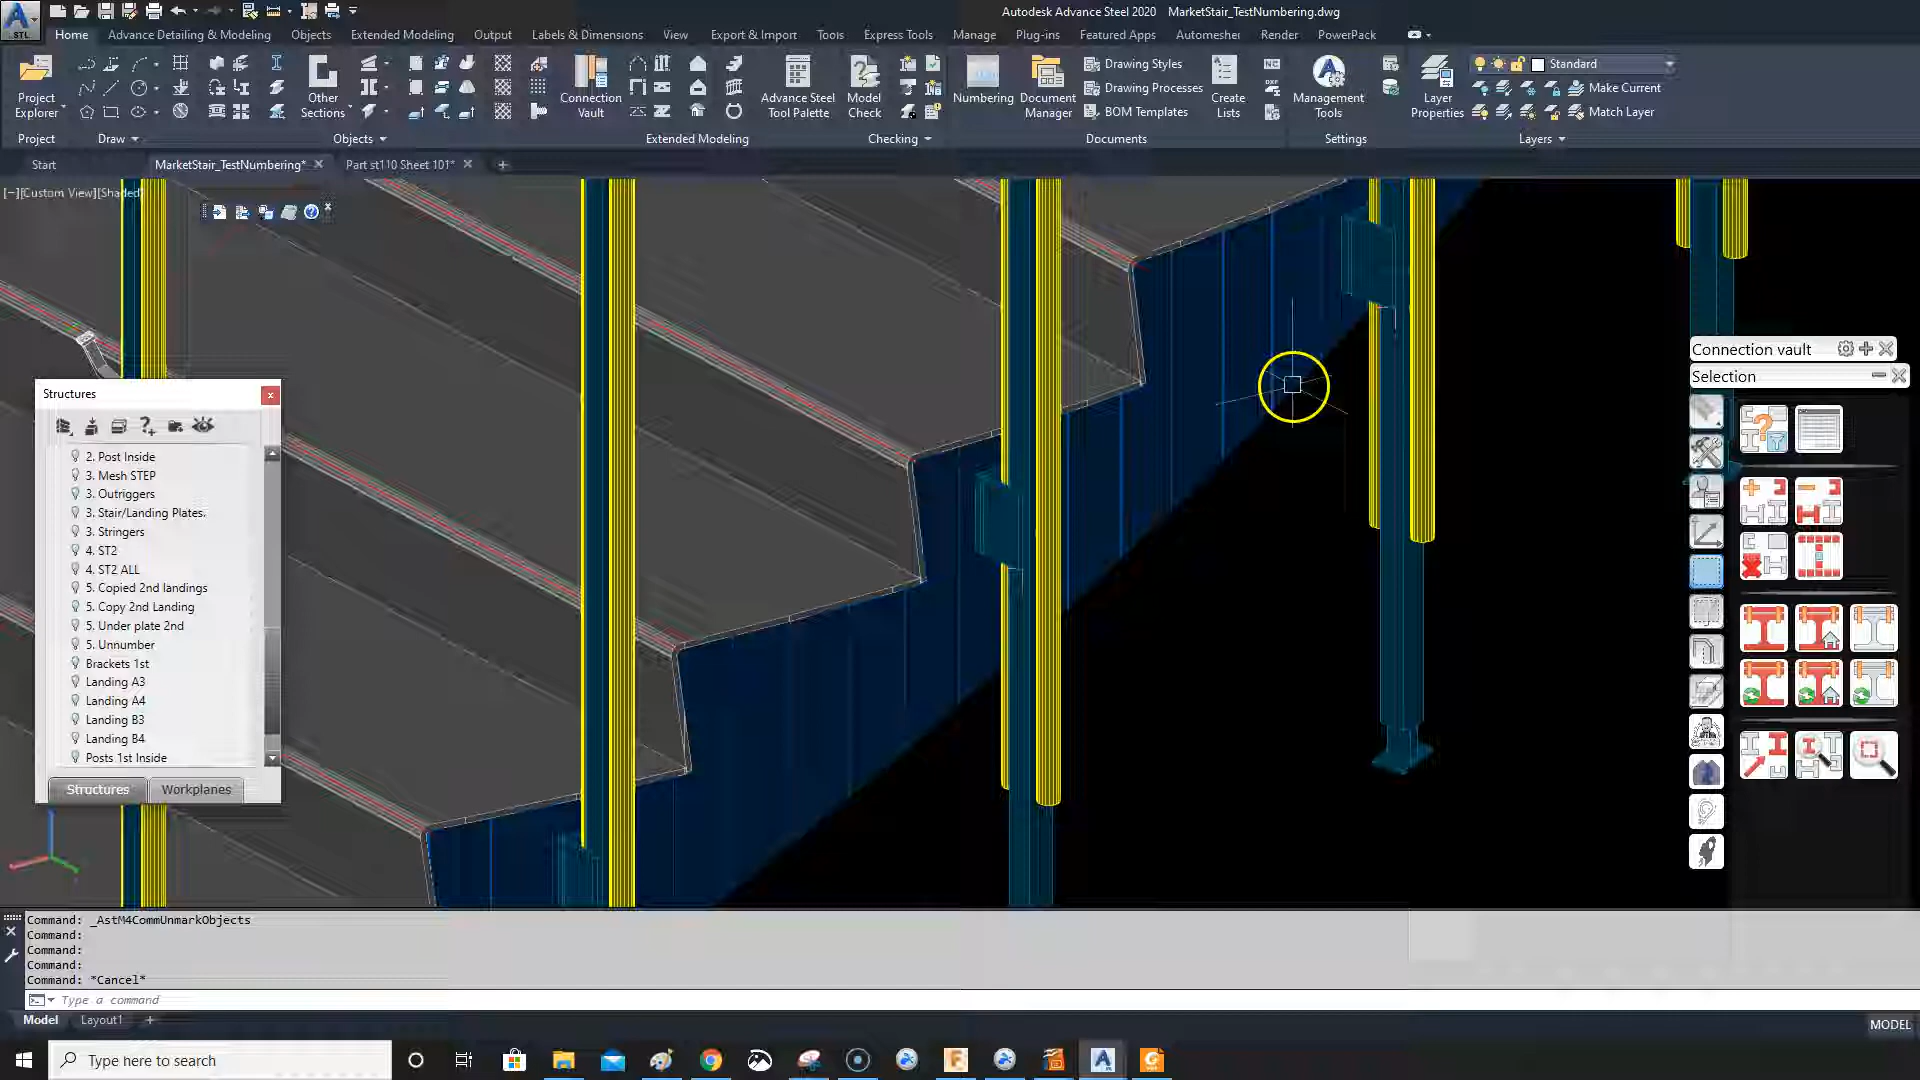 Autodesk Advance Steel 2020 MarketStair_TestNumbering.dwg
STL
Home Advance Detailing & Modeling Objects Extended Modeling Output Labels & Dimensions View Export & Import Tools Express Tools Manage Plug-ins Featured Apps Automesher Render PowerPack
Project Explorer
Other Sections
Connection Vault
Advance Steel Tool Palette
Model Check
Numbering
Document Manager
Drawing Styles
Drawing Processes
BOM Templates
Create Lists
NC
DXF
Management Tools
Layer Properties
Standard
Make Current
Match Layer
Project Draw Objects Extended Modeling Checking Documents Settings Layers
Start MarketStair_TestNumbering* Part st110 Sheet 101*
[−][Custom View][Shaded]
Structures
2. Post Inside
3. Mesh STEP
3. Outriggers
3. Stair/Landing Plates.
3. Stringers
4. ST2
4. ST2 ALL
5. Copied 2nd landings
5. Copy 2nd Landing
5. Under plate 2nd
5. Unnumber
Brackets 1st
Landing A3
Landing A4
Landing B3
Landing B4
Posts 1st Inside
Structures Workplanes
Connection vault
Selection
Command: _AstM4CommUnmarkObjects
Command:
Command:
Command:
Command: *Cancel*
Type a command
Model Layout1 +
MODEL
Type here to search